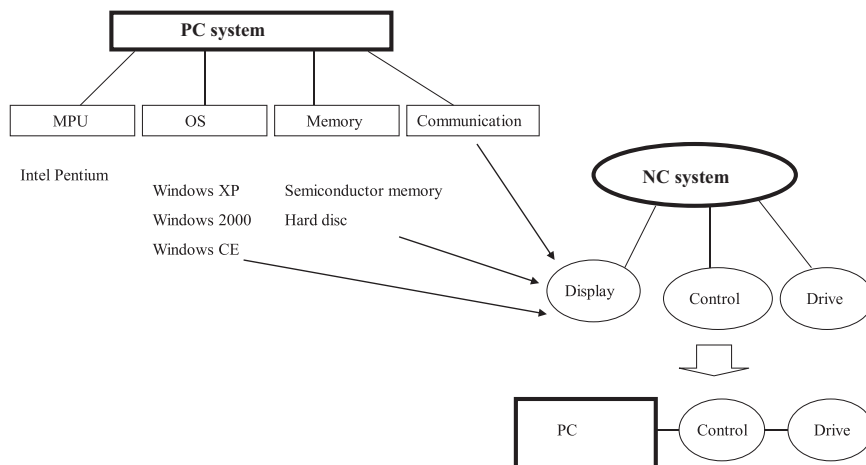 PC system
MPU
OS
Memory
Communication
Intel Pentium
Windows XP
Windows 2000
Windows CE
Semiconductor memory
Hard disc
NC system
Display
Control
Drive
PC
Control
Drive